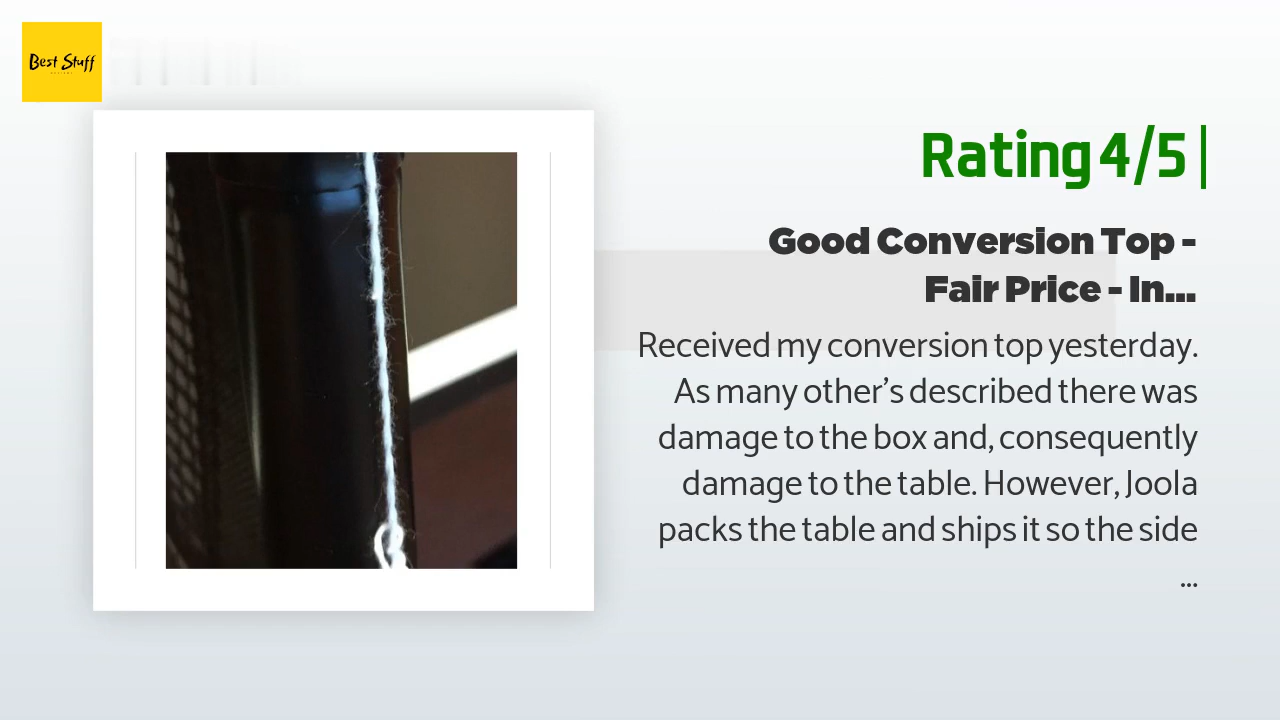 Best Stuff
Rating 4/5 |
Good Conversion Top -
Fair Price - In...
Received my conversion top yesterday.
As many other’s described there was
damage to the box and, consequently
damage to the table. However, Joola
packs the table and ships it so the side
...